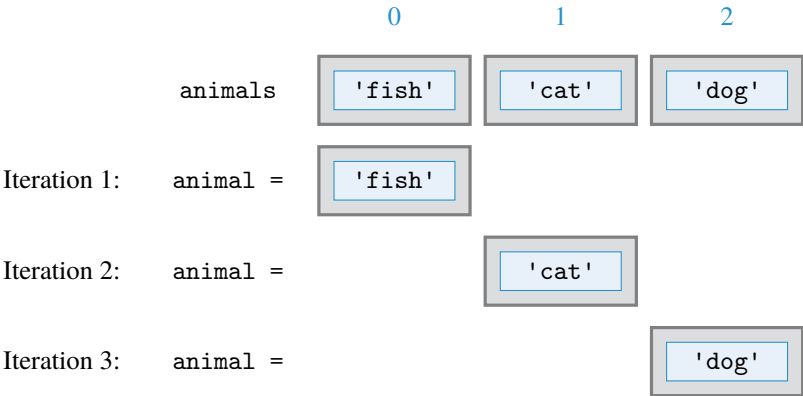 0 1 2
animals 'fish' 'cat' 'dog'
Iteration 1: animal = 'fish'
Iteration 2: animal = 'cat'
Iteration 3: animal = 'dog'